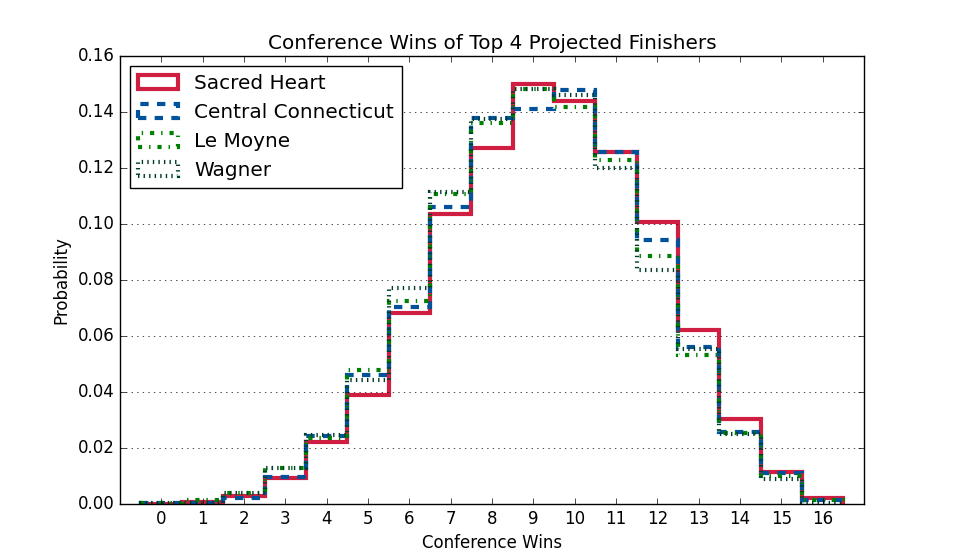 Conference Wins of Top 4 Projected Finishers
0.16
0.14
0.12
0.10
0.08
0.06
0.04
0.02
0.00
Probability
Sacred Heart
Central Connecticut
Le Moyne
Wagner
0 1 2 3 4 5 6 7 8 9 10 11 12 13 14 15 16
Conference Wins